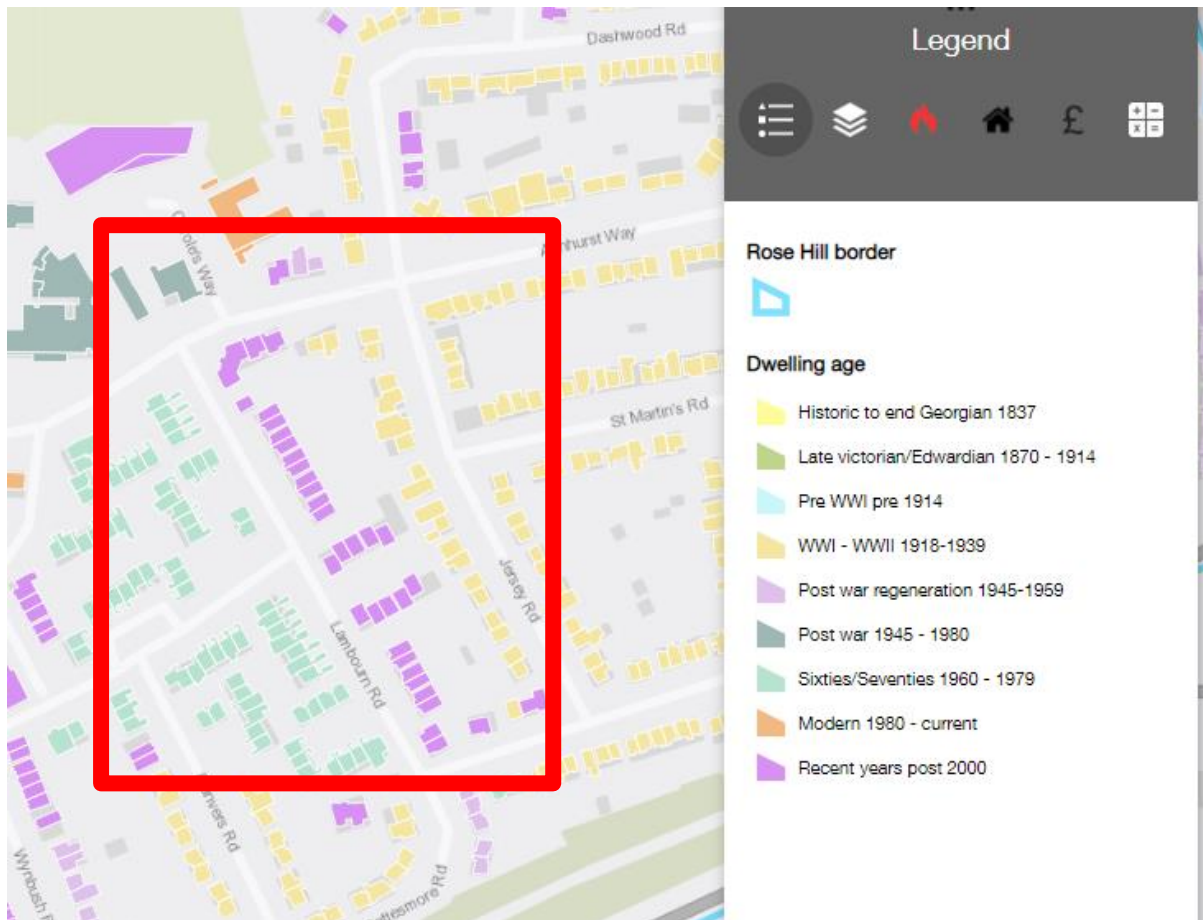 Dashwood Rd
Way
St Martin's Rd
Jersey Rd
Lambourn Rd
Rd
Rd
Legend
£
Rose Hill border
Dwelling age
Historic to end Georgian 1837
Late victorian/Edwardian 1870 - 1914
Pre WWI pre 1914
WWI - WWII 1918-1939
Post war regeneration 1945-1959
Post war 1945 - 1980
Sixties/Seventies 1960 - 1979
Modern 1980 - current
Recent years post 2000